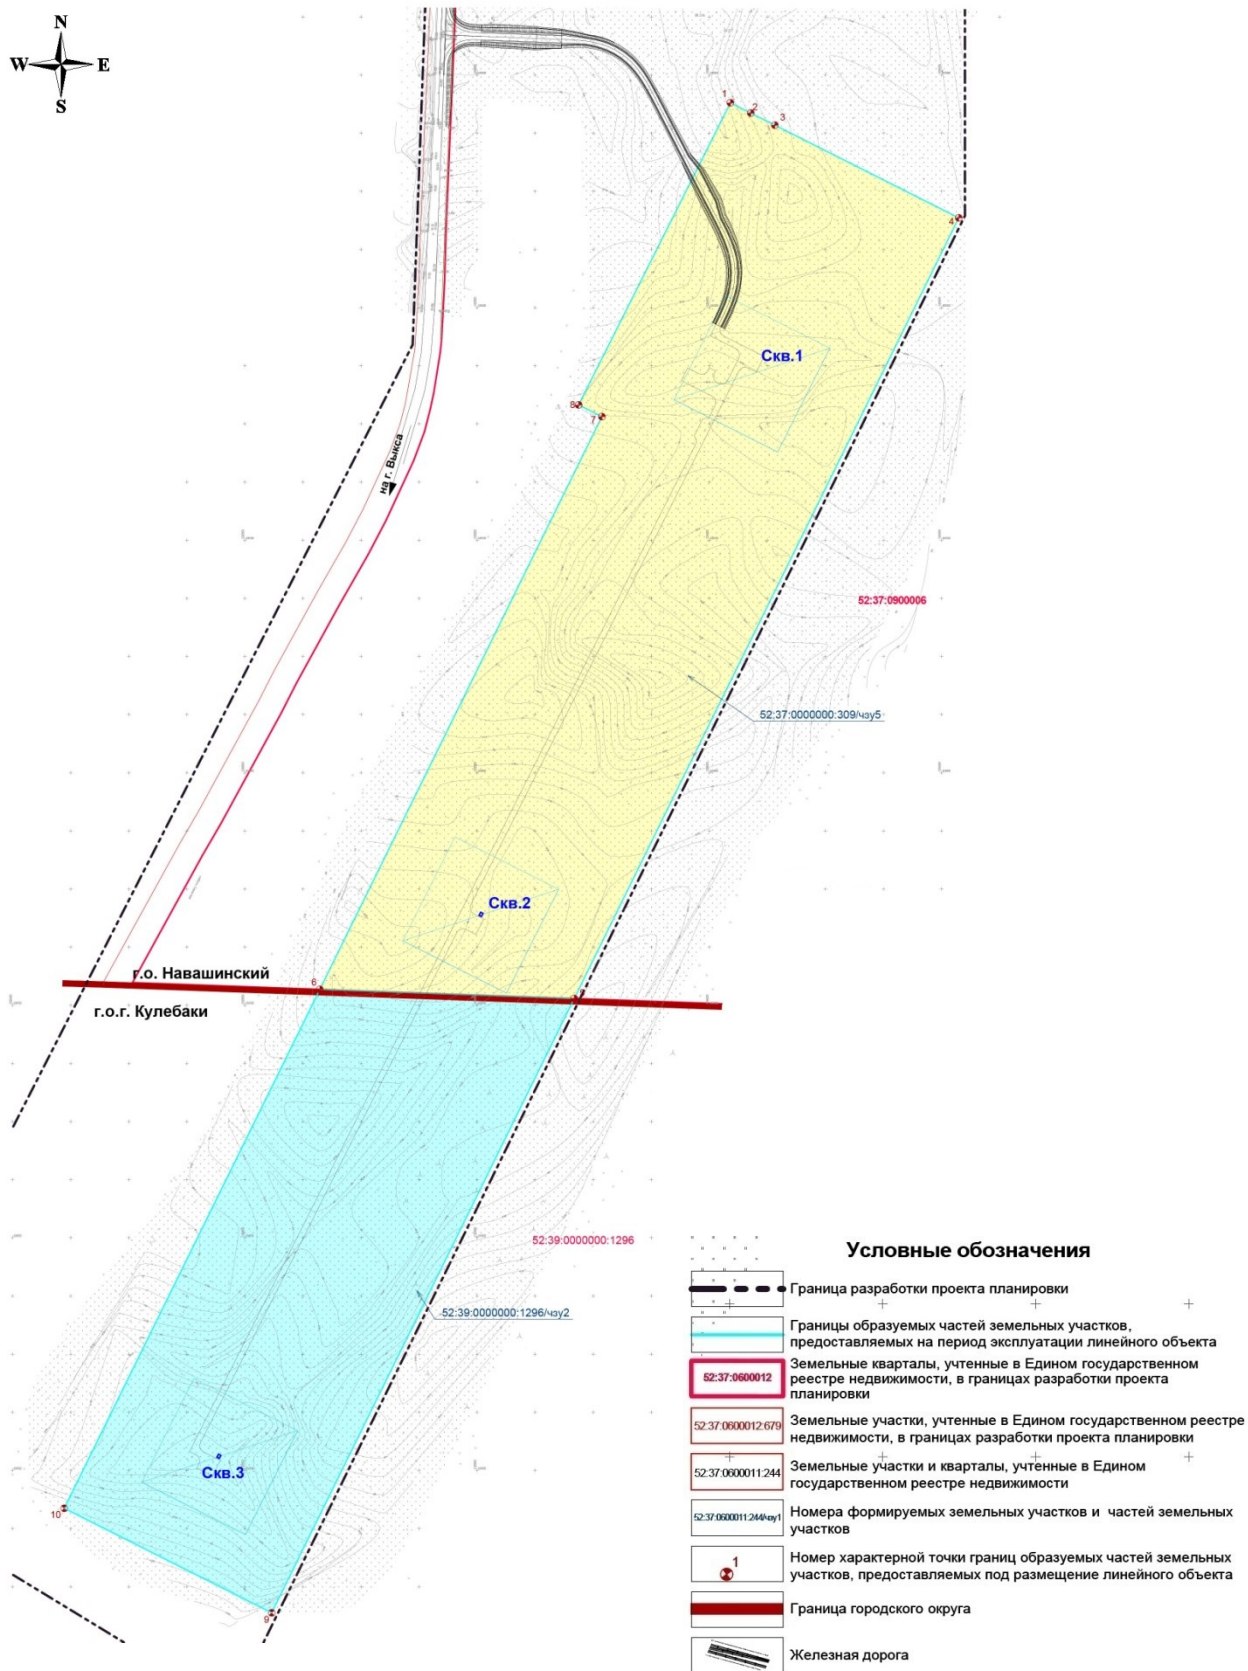 N
W E
S
1
2
3
4
Скв.1
8
7
на г. Выкса
52:37:0900006
52:37:0000000:309/чзу5
Скв.2
6
г.о. Навашинский
г.о.г. Кулебаки
52:39:0000000:1296
52:39:0000000:1296/чзу2
Скв.3
10
9
Условные обозначения
Граница разработки проекта планировки
Границы образуемых частей земельных участков,
предоставляемых на период эксплуатации линейного объекта
52:37:0600012
Земельные кварталы, учтенные в Едином государственном
реестре недвижимости, в границах разработки проекта
планировки
52:37:0600012:679
Земельные участки, учтенные в Едином государственном реестре
недвижимости, в границах разработки проекта планировки
52:37:0600011:244
Земельные участки и кварталы, учтенные в Едином
государственном реестре недвижимости
52:37:0600011:244/чзу1
Номера формируемых земельных участков и частей земельных
участков
1
Номер характерной точки границ образуемых частей земельных
участков, предоставляемых под размещение линейного объекта
Граница городского округа
Железная дорога